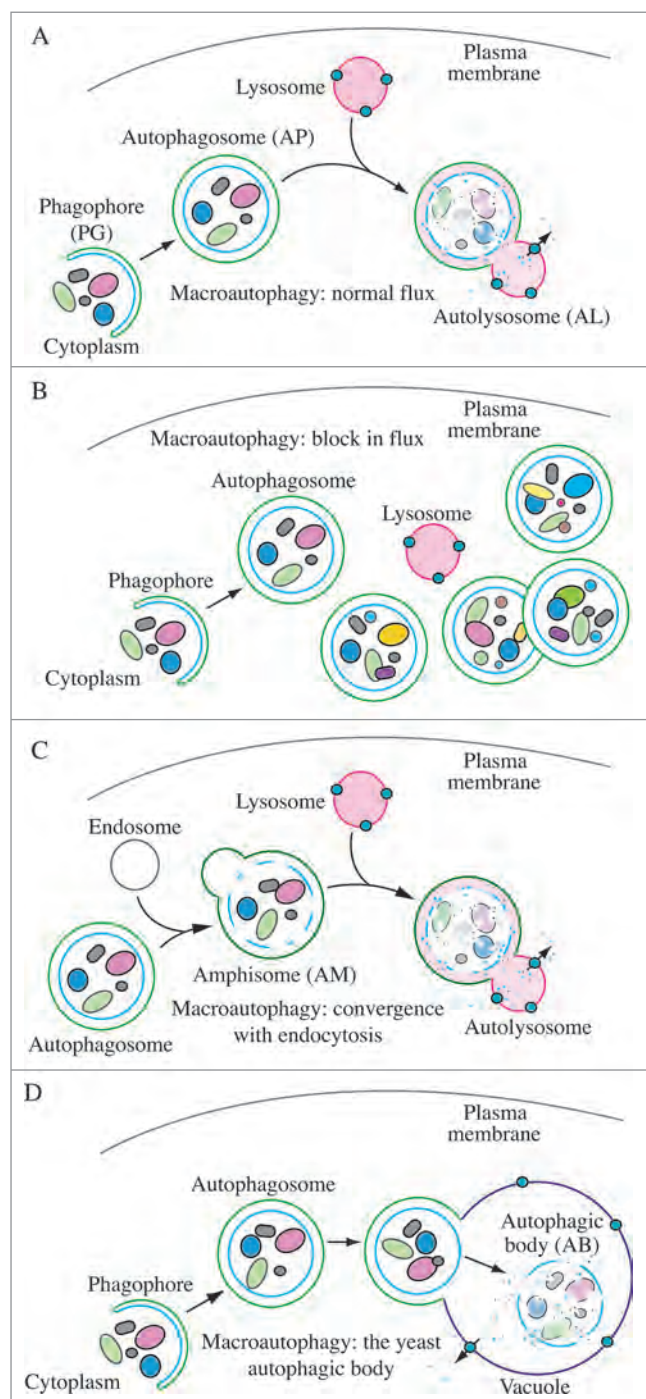 A
Plasma
membrane
Lysosome
Autophagosome (AP)
Phagophore
(PG)
Macroautophagy: normal flux
Autolysosome (AL)
Cytoplasm
B
Plasma
membrane
Macroautophagy: block in flux
Autophagosome
Lysosome
Phagophore
Cytoplasm
C
Plasma
membrane
Lysosome
Endosome
Amphisome (AM)
Macroautophagy: convergence
with endocytosis
Autophagosome
Autolysosome
D
Plasma
membrane
Autophagosome
Autophagic
body (AB)
Phagophore
Macroautophagy: the yeast
autophagic body
Cytoplasm
Vacuole